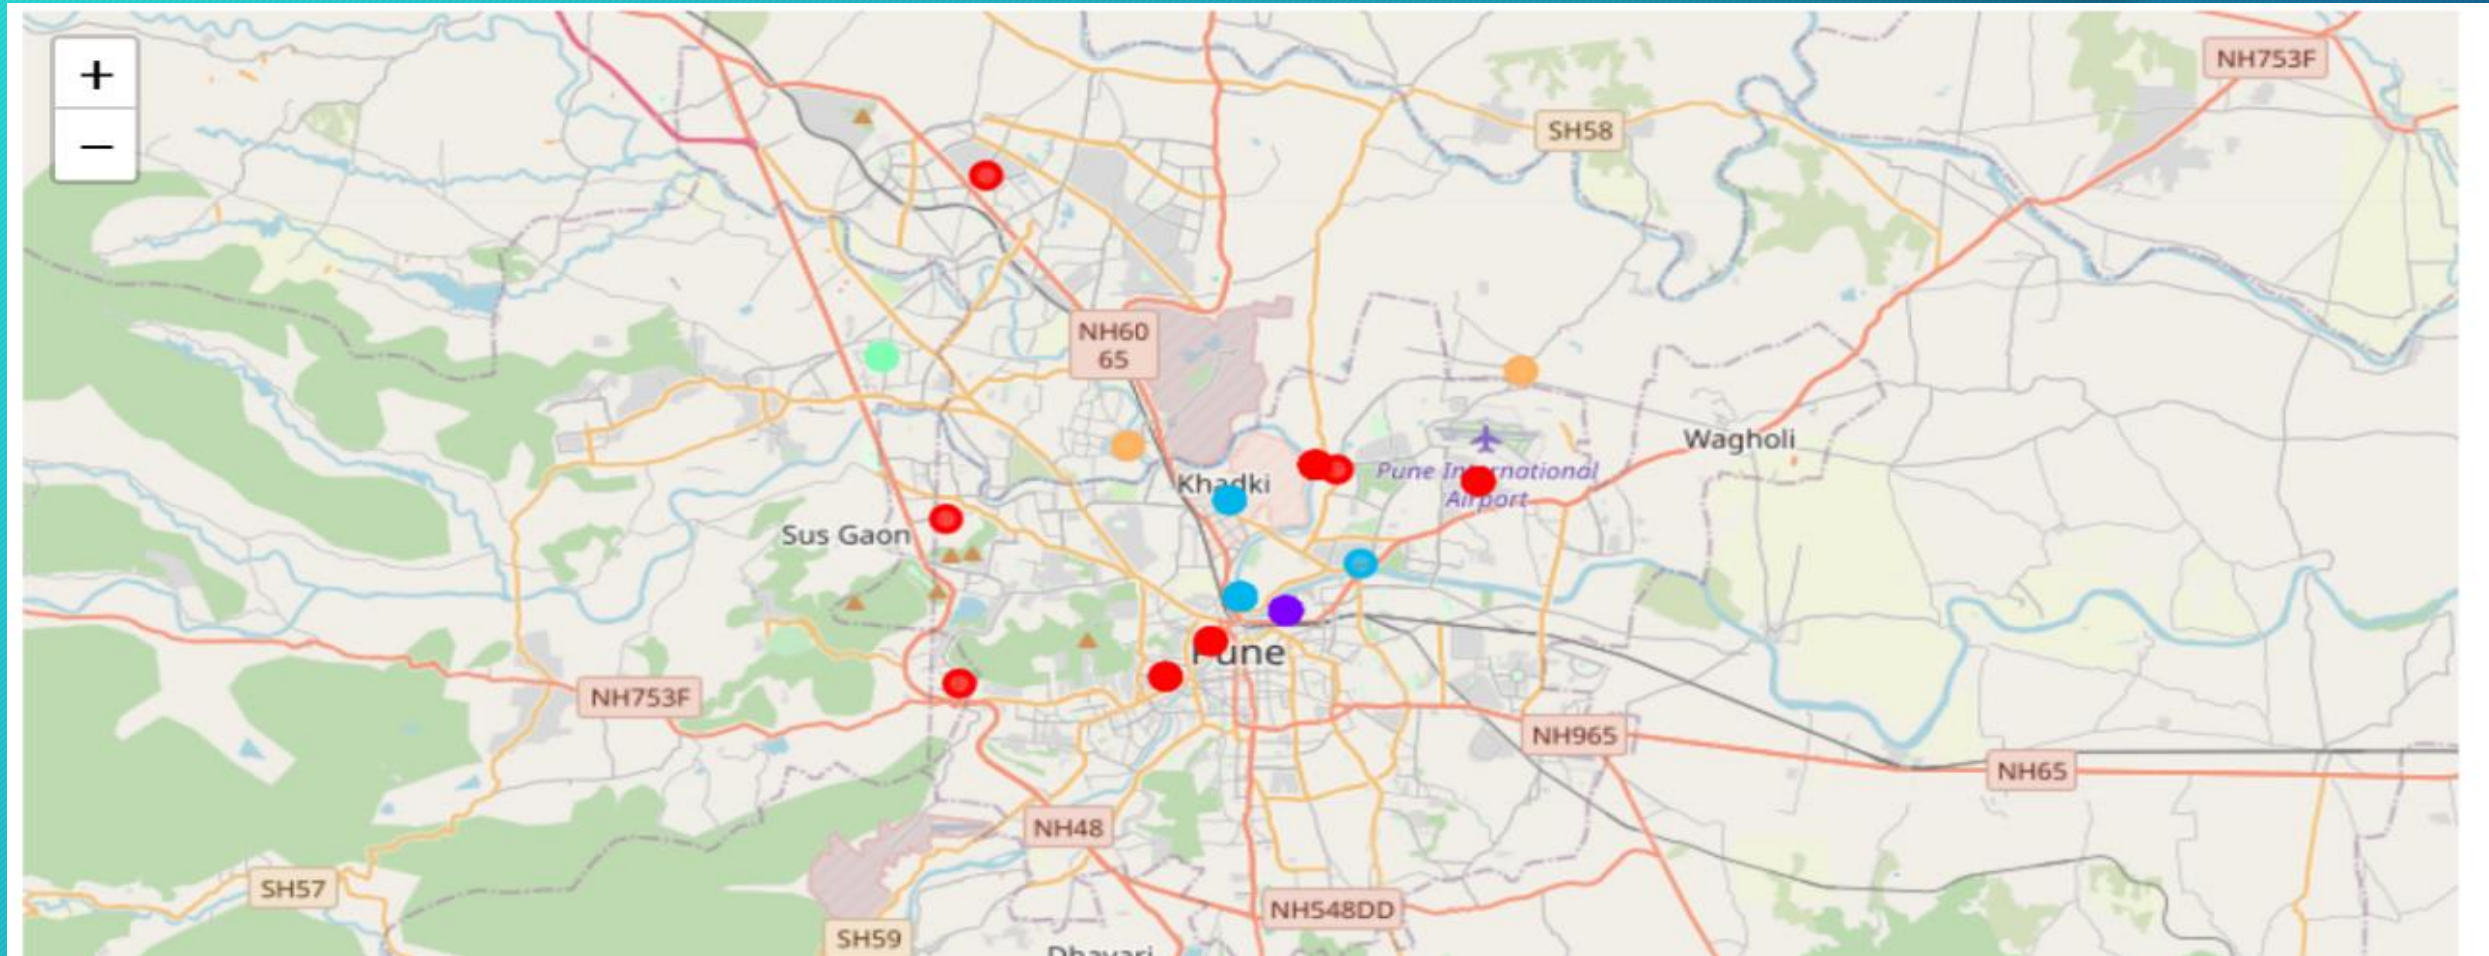 +
−
NH753F
SH58
NH60
65
Wagholi
Pune International
Airport
Khadki
Sus Gaon
Pune
NH753F
NH965
NH65
NH48
SH57
NH548DD
SH59
Dhayari